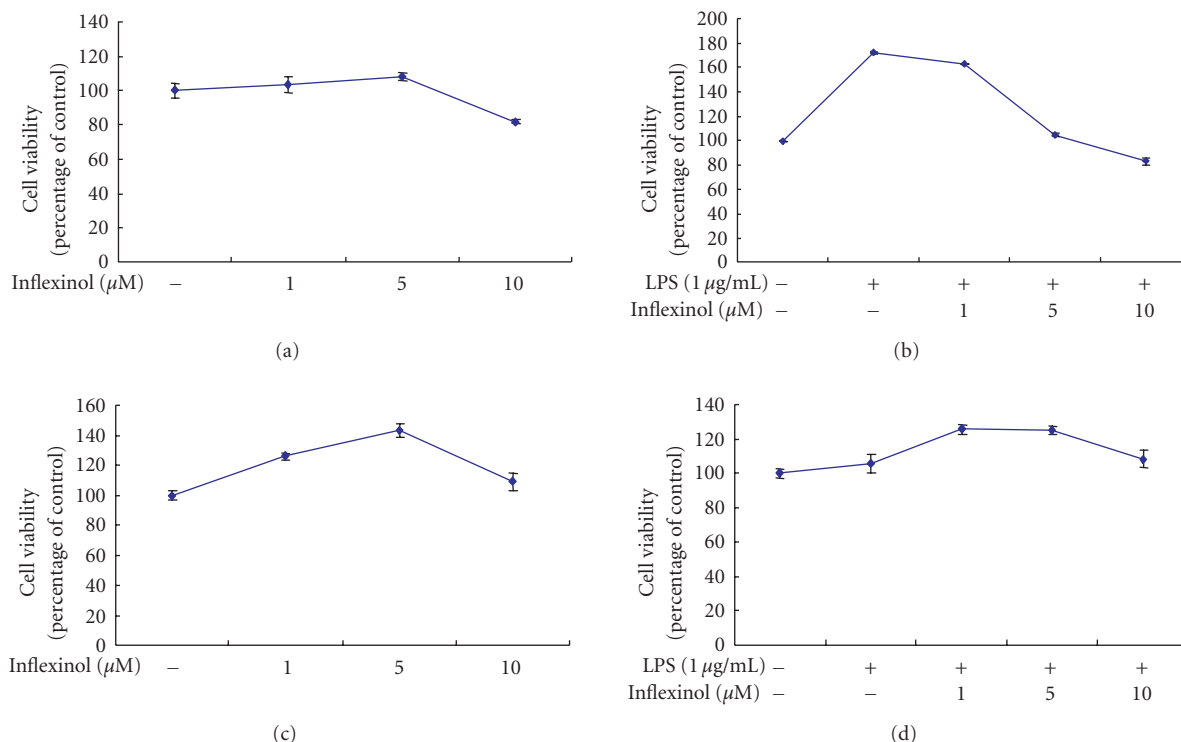 140
120
100
80
60
40
20
0
Cell viability
(percentage of control)
Inflexinol (μM) − 1 5 10
(a)
200
180
160
140
120
100
80
60
40
20
0
Cell viability
(percentage of control)
LPS (1 μg/mL) − + + + +
Inflexinol (μM) − − 1 5 10
(b)
160
140
120
100
80
60
40
20
0
Cell viability
(percentage of control)
Inflexinol (μM) − 1 5 10
(c)
140
120
100
80
60
40
20
0
Cell viability
(percentage of control)
LPS (1 μg/mL) − + + + +
Inflexinol (μM) − − 1 5 10
(d)